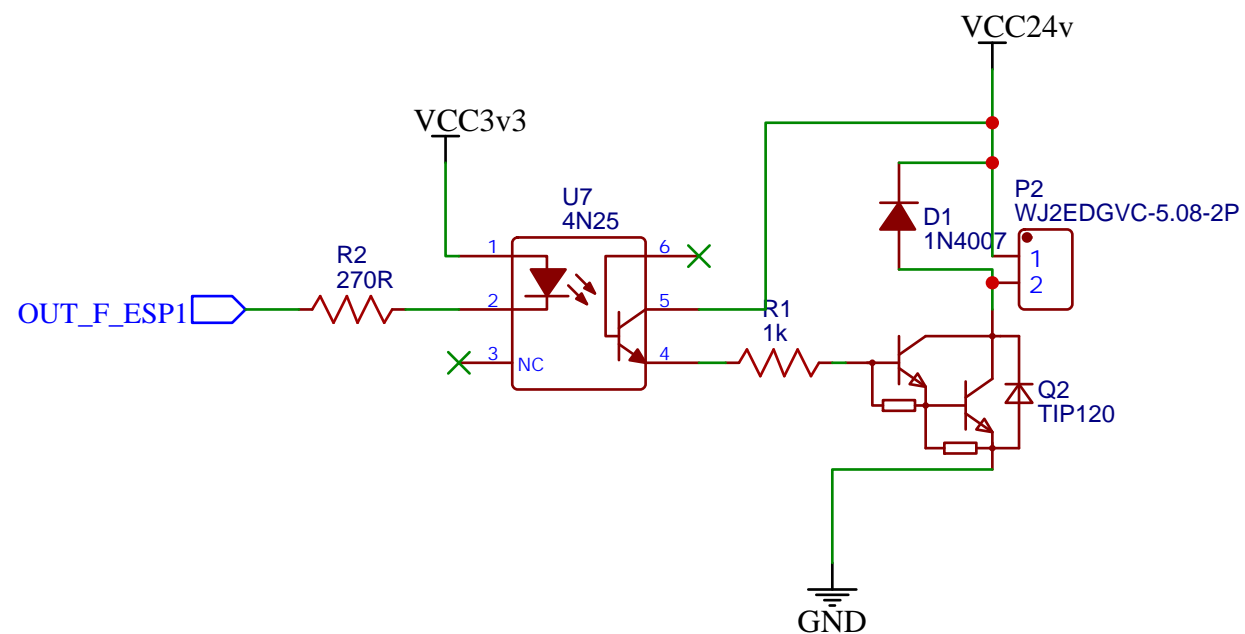 VCC24v
VCC3v3
U7
4N25
P2
WJ2EDGVC-5.08-2P
D1
1N4007
1
2
R2
270R
1
2
3
NC
6
5
4
OUT_F_ESP1
R1
1k
Q2
TIP120
GND